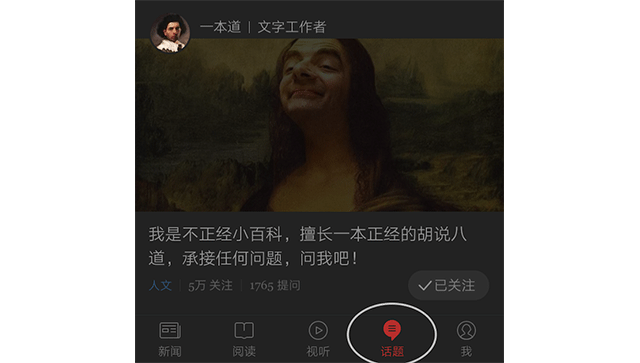 一本道 | 文字工作者
我是不正经小百科，擅长一本正经的胡说八
道，承接任何问题，问我吧！
人文 | 5万 关注 | 1765 提问
已关注
新闻 阅读 视听 话题 我